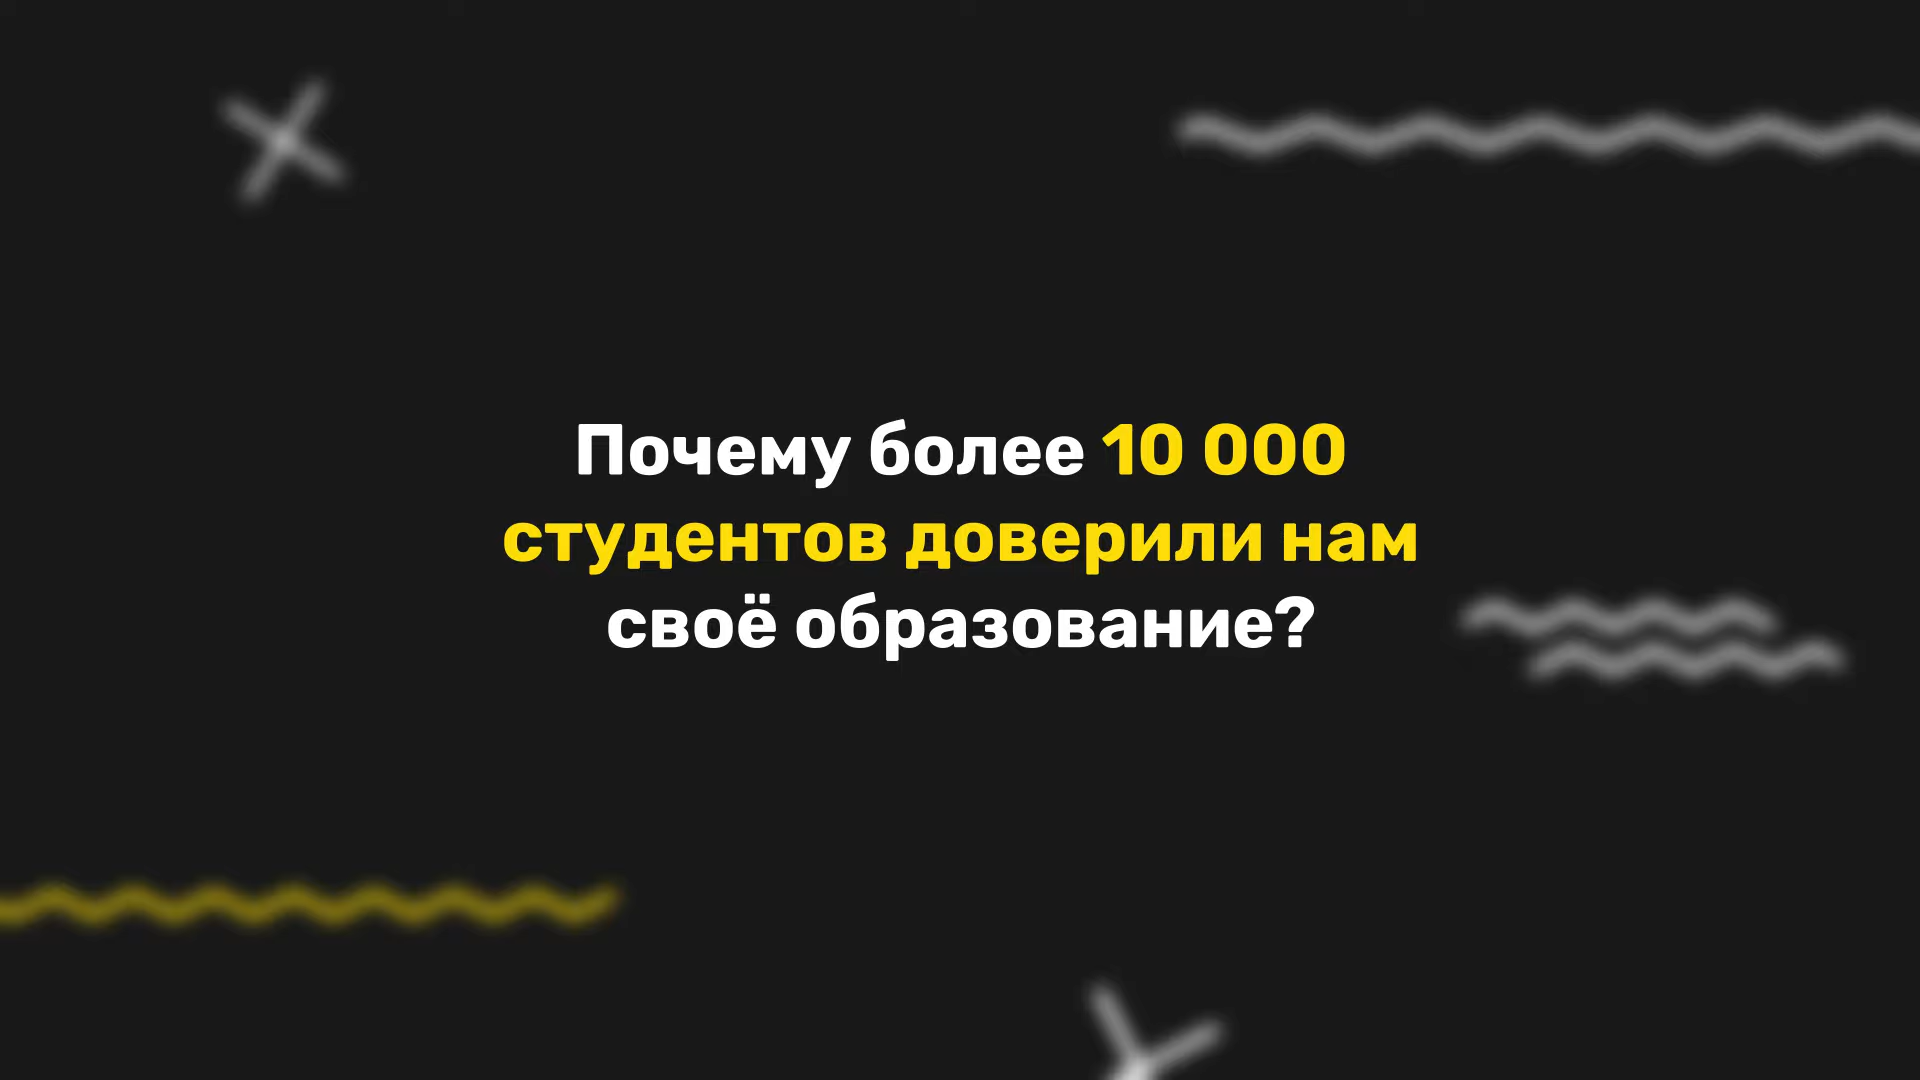 Почему более 10 000
студентов доверили нам
своё образование?